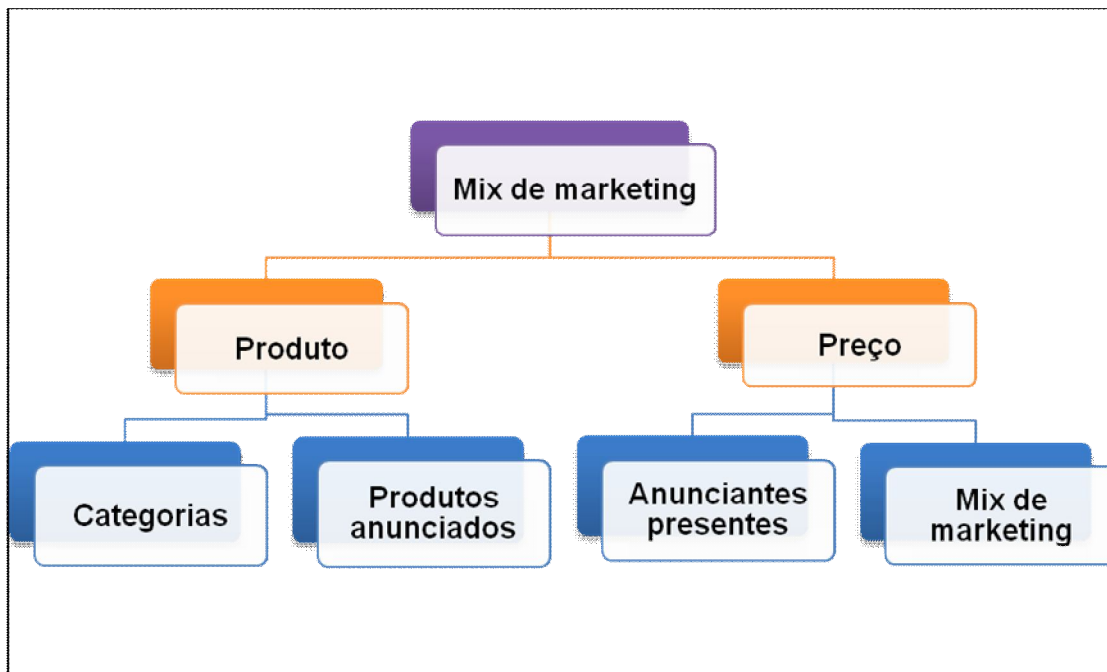 Mix de marketing
Produto
Preço
Categorias
Produtos
anunciados
Anunciantes
presentes
Mix de
marketing